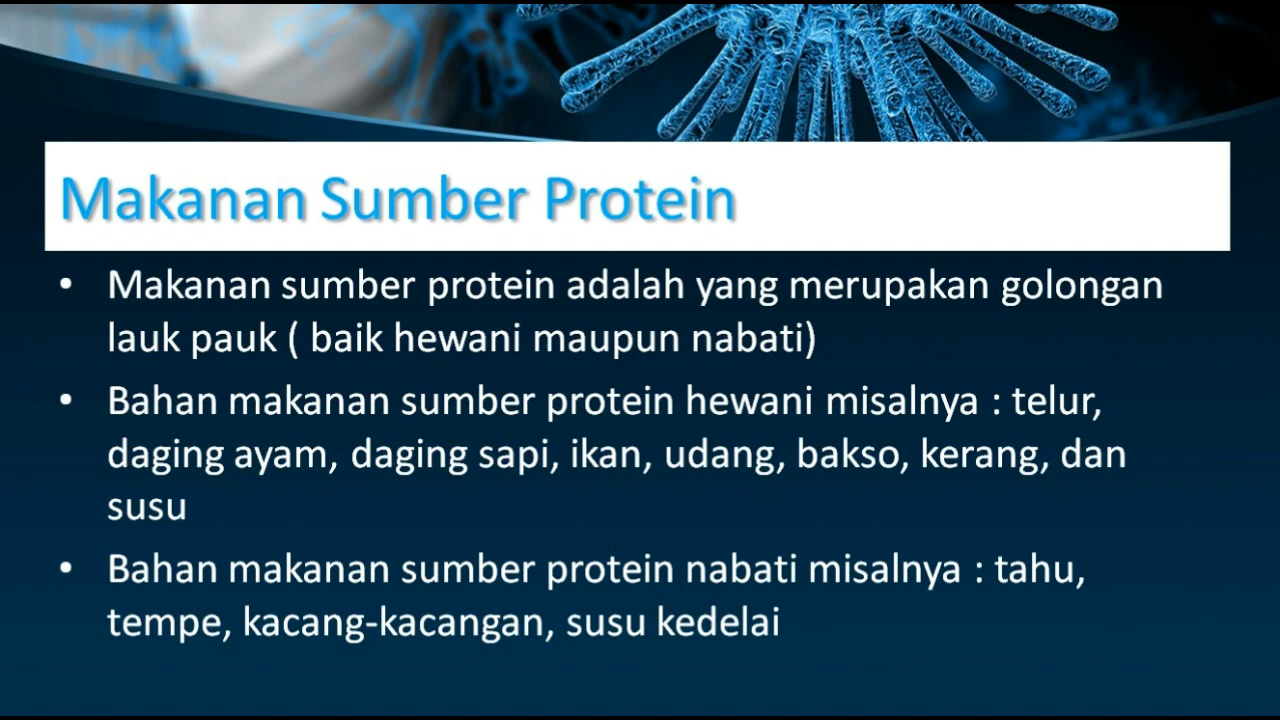 Makanan Sumber Protein
• Makanan sumber protein adalah yang merupakan golongan
lauk pauk ( baik hewani maupun nabati)
• Bahan makanan sumber protein hewani misalnya : telur,
daging ayam, daging sapi, ikan, udang, bakso, kerang, dan
susu
• Bahan makanan sumber protein nabati misalnya : tahu,
tempe, kacang-kacangan, susu kedelai